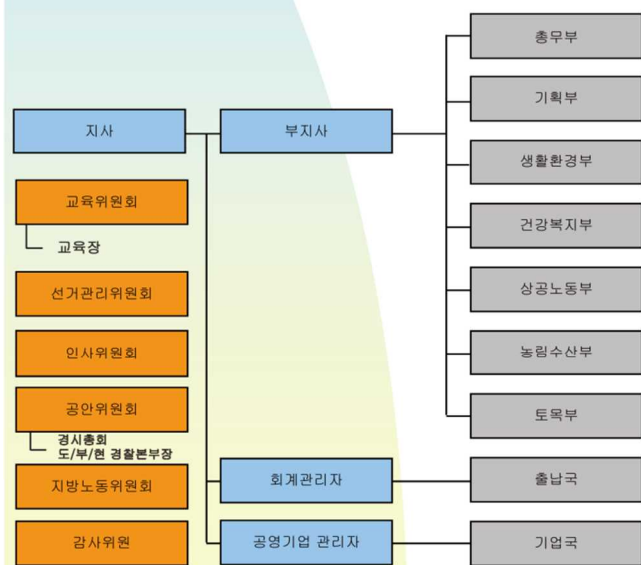 지사
교육위원회
교육장
선거관리위원회
인사위원회
공안위원회
경시총회
도/부/현 경찰본부장
지방노동위원회
감사위원
부지사
회계관리자
공영기업 관리자
총무부
기획부
생활환경부
건강복지부
상공노동부
농림수산부
토목부
출납국
기업국